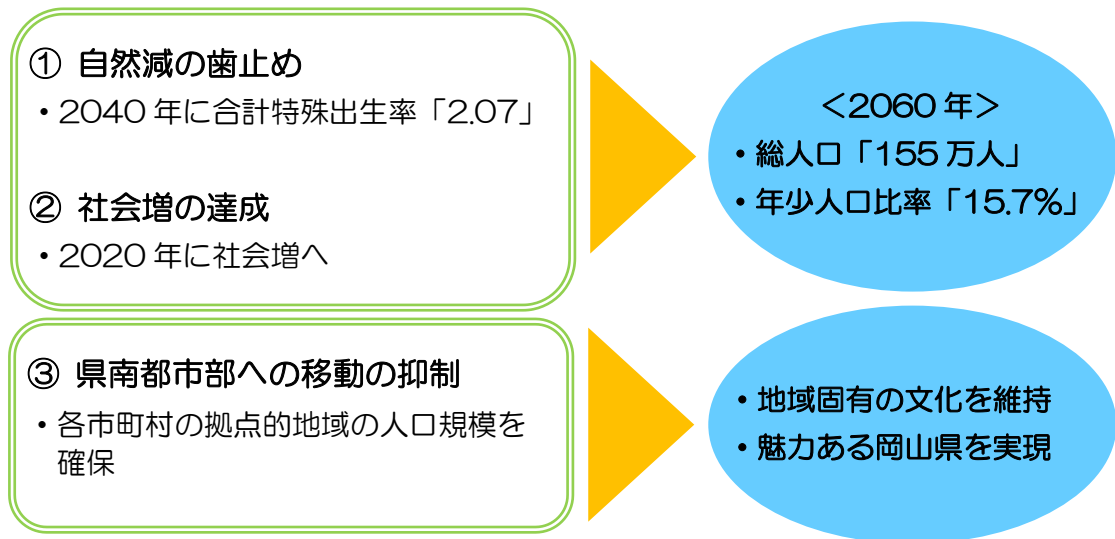 ① 自然減の歯止め
・2040 年に合計特殊出生率「2.07」
② 社会増の達成
・2020 年に社会増へ
＜2060 年＞
・総人口「155 万人」
・年少人口比率「15.7％」
③ 県南都市部への移動の抑制
・各市町村の拠点的地域の人口規模を
確保
・地域固有の文化を維持
・魅力ある岡山県を実現